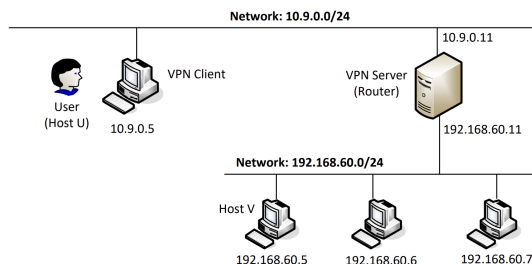 Network: 10.9.0.0/24
10.9.0.11
VPN Client
VPN Server
(Router)
User
(Host U)
10.9.0.5
192.168.60.11
Network: 192.168.60.0/24
Host V
192.168.60.5
192.168.60.6
192.168.60.7